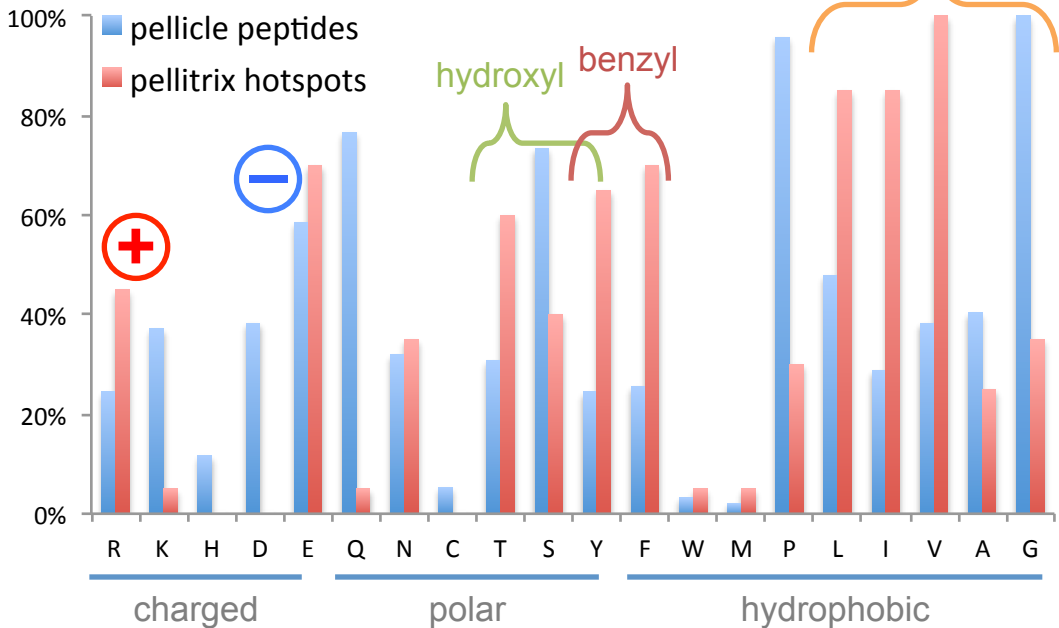 100%
80%
60%
40%
20%
0%
pellicle peptides
pellitrix hotspots
hydroxyl
benzyl
+
−
R K H D E Q N C T S Y F W M P L I V A G
charged polar hydrophobic